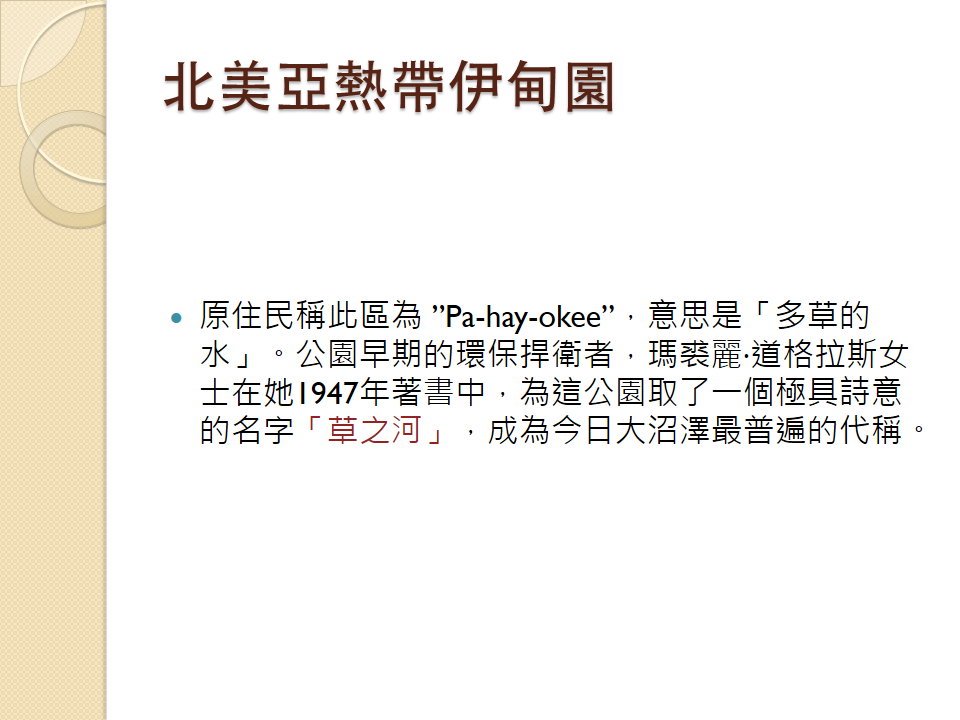 北美亞熱帶伊甸園
• 原住民稱此區為 ”Pa-hay-okee”，意思是「多草的
水」。公園早期的環保捍衛者，瑪裘麗·道格拉斯女
士在她1947年著書中，為這公園取了一個極具詩意
的名字「草之河」，成為今日大沼澤最普遍的代稱。